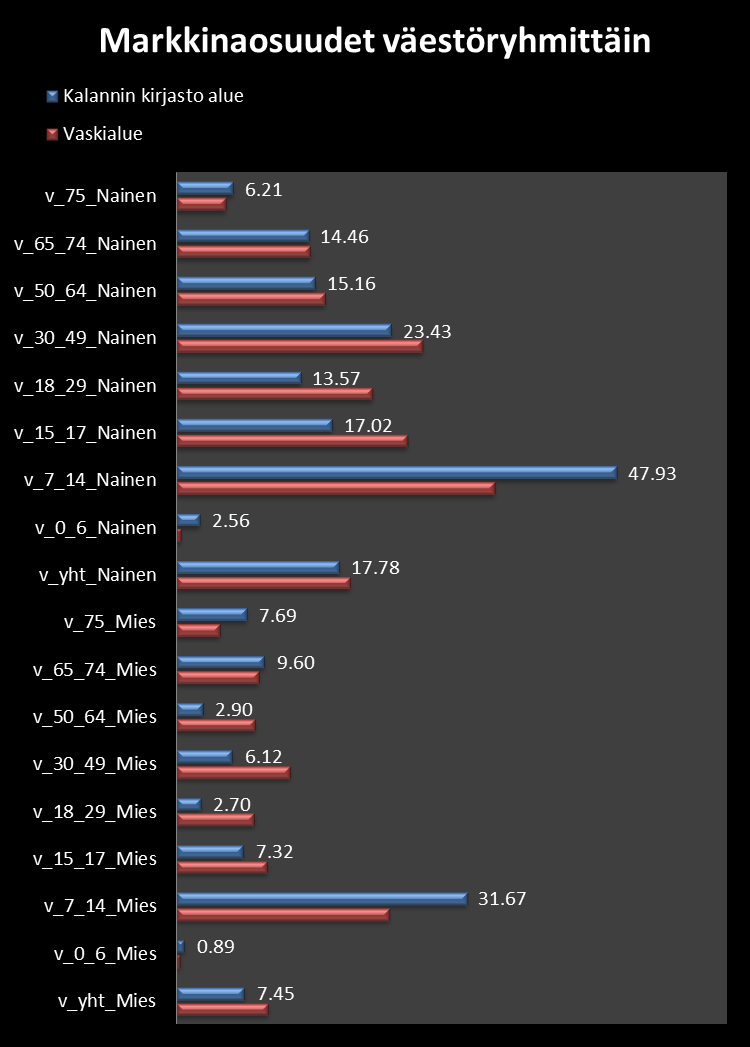 Markkinaosuudet väestöryhmittäin
Kalannin kirjasto alue
Vaskialue
v_75_Nainen 6.21
v_65_74_Nainen 14.46
v_50_64_Nainen 15.16
v_30_49_Nainen 23.43
v_18_29_Nainen 13.57
v_15_17_Nainen 17.02
v_7_14_Nainen 47.93
v_0_6_Nainen 2.56
v_yht_Nainen 17.78
v_75_Mies 7.69
v_65_74_Mies 9.60
v_50_64_Mies 2.90
v_30_49_Mies 6.12
v_18_29_Mies 2.70
v_15_17_Mies 7.32
v_7_14_Mies 31.67
v_0_6_Mies 0.89
v_yht_Mies 7.45